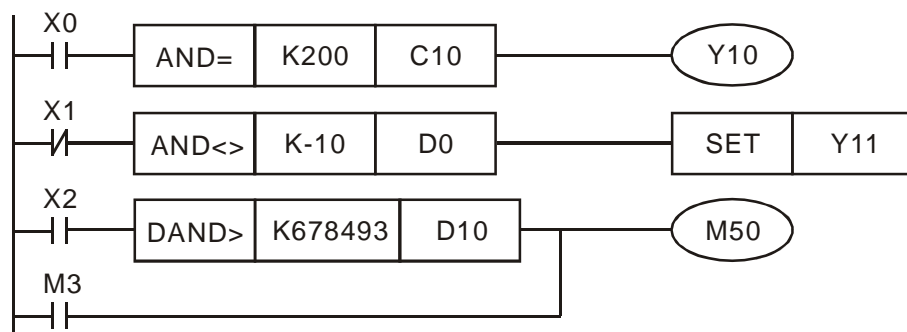 X0
AND= K200 C10 Y10
X1
AND<> K-10 D0 SET Y11
X2
DAND> K678493 D10 M50
M3